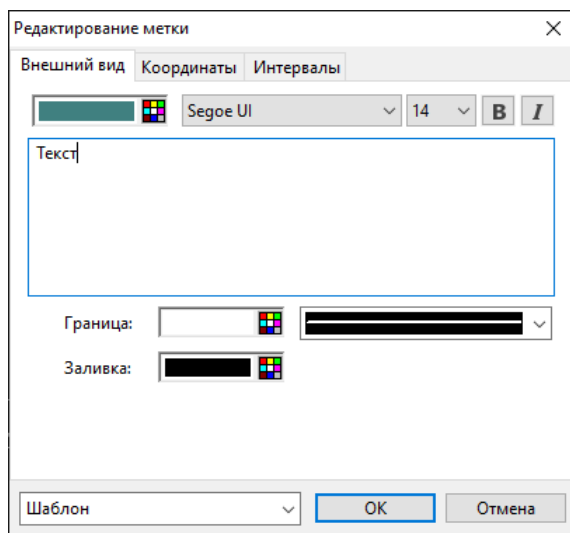 Редактирование метки
Внешний вид Координаты Интервалы
Segoe UI 14 B I
Текст
Граница:
Заливка:
Шаблон OK Отмена